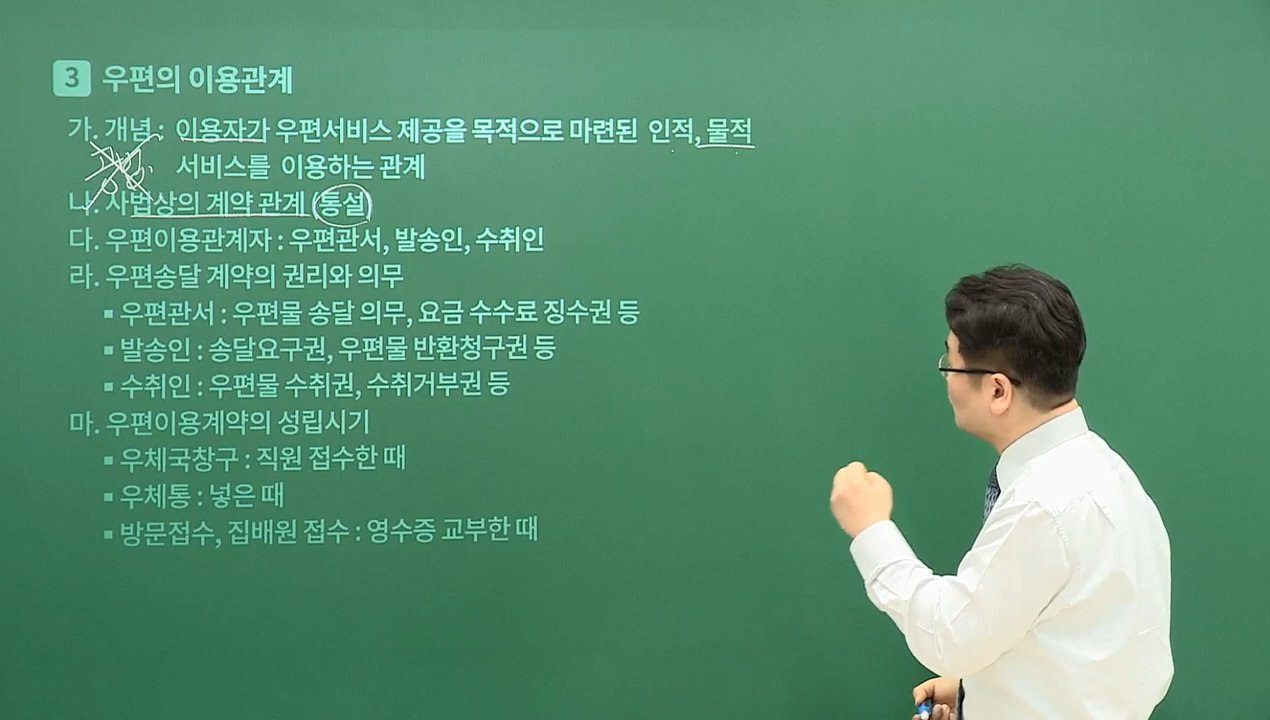 3 우편의 이용관계
가. 개념 : 이용자가 우편서비스 제공을 목적으로 마련된 인적, 물적
서비스를 이용하는 관계
공법
나. 사법상의 계약 관계 (통설)
다. 우편이용관계자 : 우편관서, 발송인, 수취인
라. 우편송달 계약의 권리와 의무
▪ 우편관서 : 우편물 송달 의무, 요금 수수료 징수권 등
▪ 발송인 : 송달요구권, 우편물 반환청구권 등
▪ 수취인 : 우편물 수취권, 수취거부권 등
마. 우편이용계약의 성립시기
▪ 우체국창구 : 직원 접수한 때
▪ 우체통 : 넣은 때
▪ 방문접수, 집배원 접수 : 영수증 교부한 때